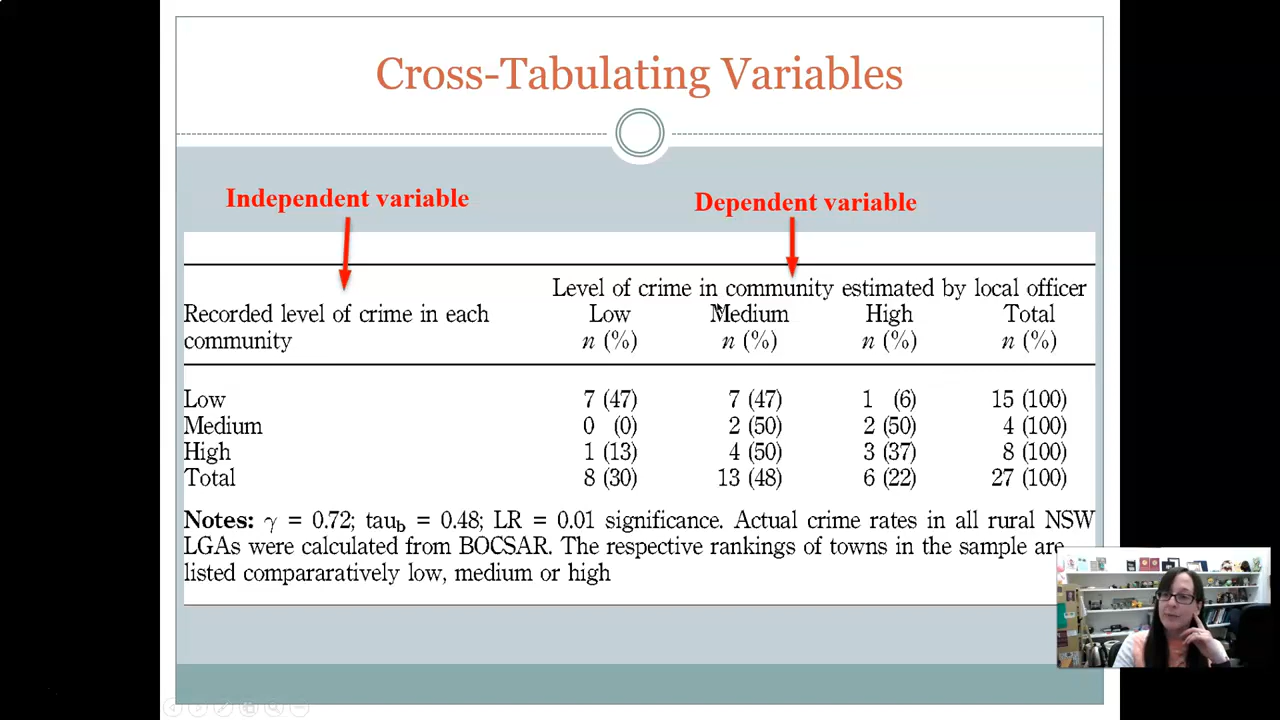 Cross-Tabulating Variables
Independent variable
Dependent variable
Level of crime in community estimated by local officer
Recorded level of crime in each Low Medium High Total
community n (%) n (%) n (%) n (%)
Low 7 (47) 7 (47) 1 (6) 15 (100)
Medium 0 (0) 2 (50) 2 (50) 4 (100)
High 1 (13) 4 (50) 3 (37) 8 (100)
Total 8 (30) 13 (48) 6 (22) 27 (100)
Notes: γ = 0.72; taub = 0.48; LR = 0.01 significance. Actual crime rates in all rural NSW
LGAs were calculated from BOCSAR. The respective rankings of towns in the sample are
listed compararatively low, medium or high